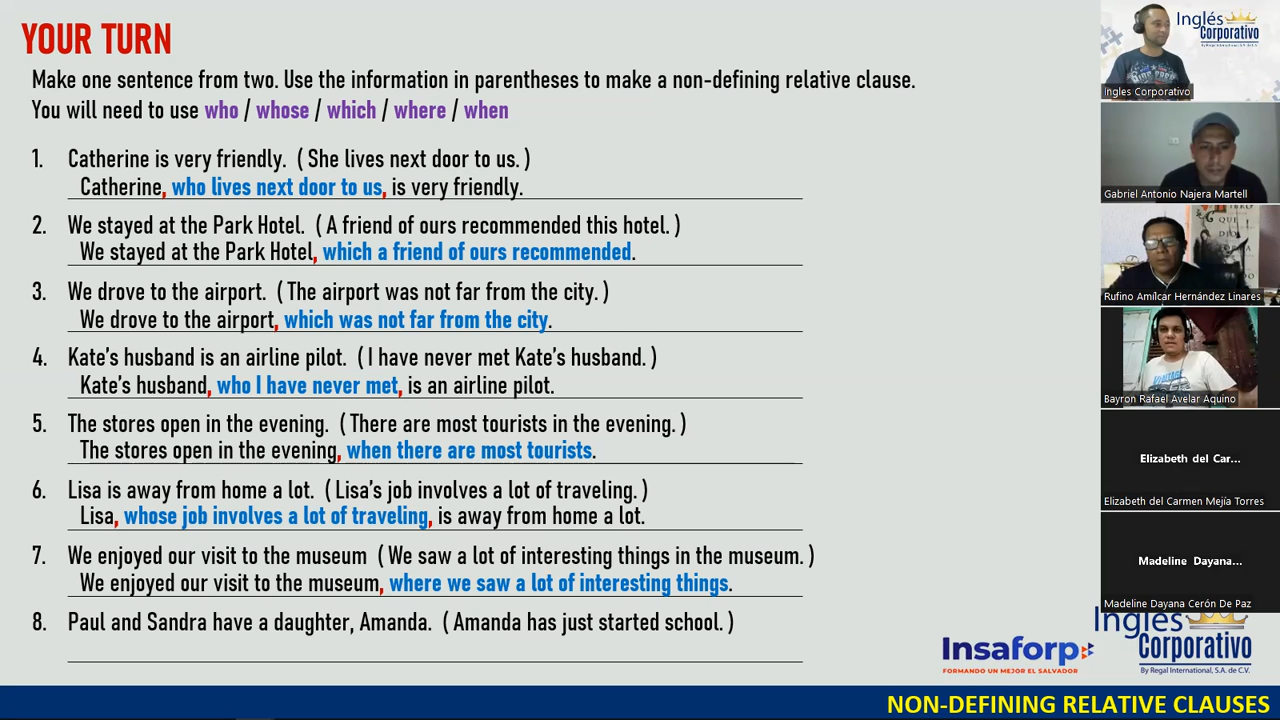 YOUR TURN
Make one sentence from two. Use the information in parentheses to make a non-defining relative clause.
You will need to use who / whose / which / where / when
1. Catherine is very friendly. ( She lives next door to us. )
Catherine, who lives next door to us, is very friendly.
2. We stayed at the Park Hotel. ( A friend of ours recommended this hotel. )
We stayed at the Park Hotel, which a friend of ours recommended.
3. We drove to the airport. ( The airport was not far from the city. )
We drove to the airport, which was not far from the city.
4. Kate's husband is an airline pilot. ( I have never met Kate's husband. )
Kate's husband, who I have never met, is an airline pilot.
5. The stores open in the evening. ( There are most tourists in the evening. )
The stores open in the evening, when there are most tourists.
6. Lisa is away from home a lot. ( Lisa's job involves a lot of traveling. )
Lisa, whose job involves a lot of traveling, is away from home a lot.
7. We enjoyed our visit to the museum ( We saw a lot of interesting things in the museum. )
We enjoyed our visit to the museum, where we saw a lot of interesting things.
8. Paul and Sandra have a daughter, Amanda. ( Amanda has just started school. )
Insaforp
FORMANDO UN MEJOR EL SALVADOR
Inglés
Corporativo
By Regal International, S.A. de C.V.
NON-DEFINING RELATIVE CLAUSES
Inglés
Corporativo
Ingles Corporativo
Gabriel Antonio Najera Martell
Rufino Amílcar Hernández Linares
Bayron Rafael Avelar Aquino
Elizabeth del Car...
Elizabeth del Carmen Mejía Torres
Madeline Dayana...
Madeline Dayana Cerón De Paz